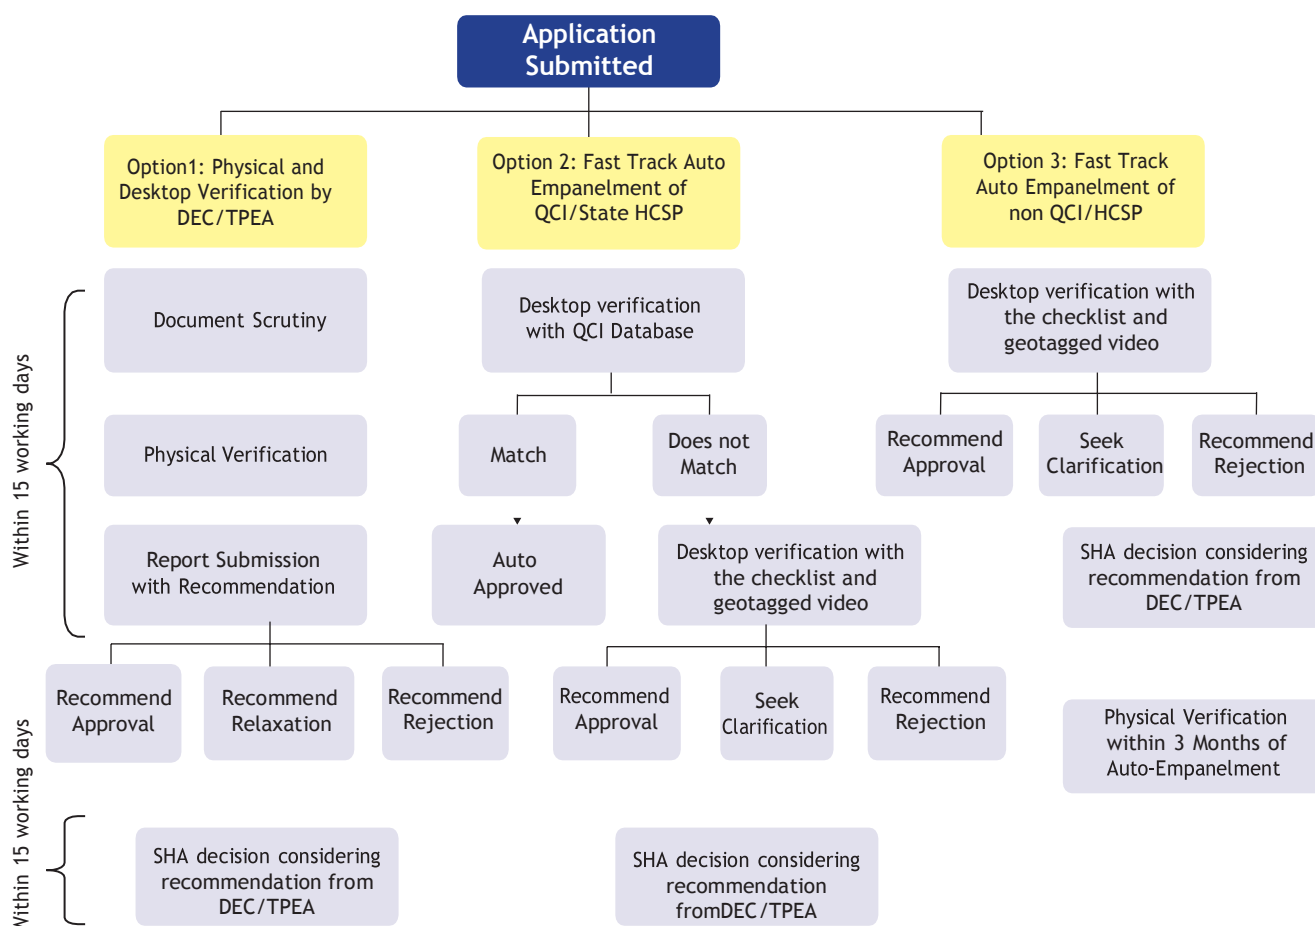 Application
Submitted
Option1: Physical and
Desktop Verification by
DEC/TPEA
Option 2: Fast Track Auto
Empanelment of
QCI/State HCSP
Option 3: Fast Track
Auto Empanelment of
non QCI/HCSP
Within 15 working days
Document Scrutiny
Desktop verification
with QCI Database
Desktop verification with
the checklist and
geotagged video
Physical Verification
Match
Does not
Match
Recommend
Approval
Seek
Clarification
Recommend
Rejection
Report Submission
with Recommendation
Auto
Approved
Desktop verification with
the checklist and
geotagged video
SHA decision considering
recommendation from
DEC/TPEA
Recommend
Approval
Recommend
Relaxation
Recommend
Rejection
Recommend
Approval
Seek
Clarification
Recommend
Rejection
Physical Verification
within 3 Months of
Auto-Empanelment
Within 15 working days
SHA decision considering
recommendation from
DEC/TPEA
SHA decision considering
recommendation
fromDEC/TPEA